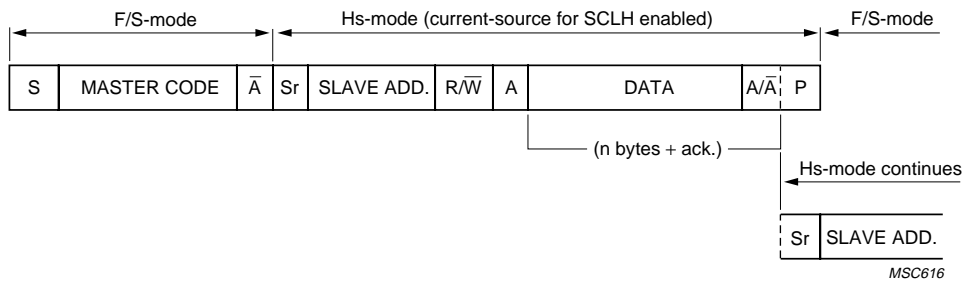 F/S-mode Hs-mode (current-source for SCLH enabled) F/S-mode
S MASTER CODE A̅ Sr SLAVE ADD. R/W̅ A DATA A/A̅ P
(n bytes + ack.)
Hs-mode continues
Sr SLAVE ADD.
MSC616